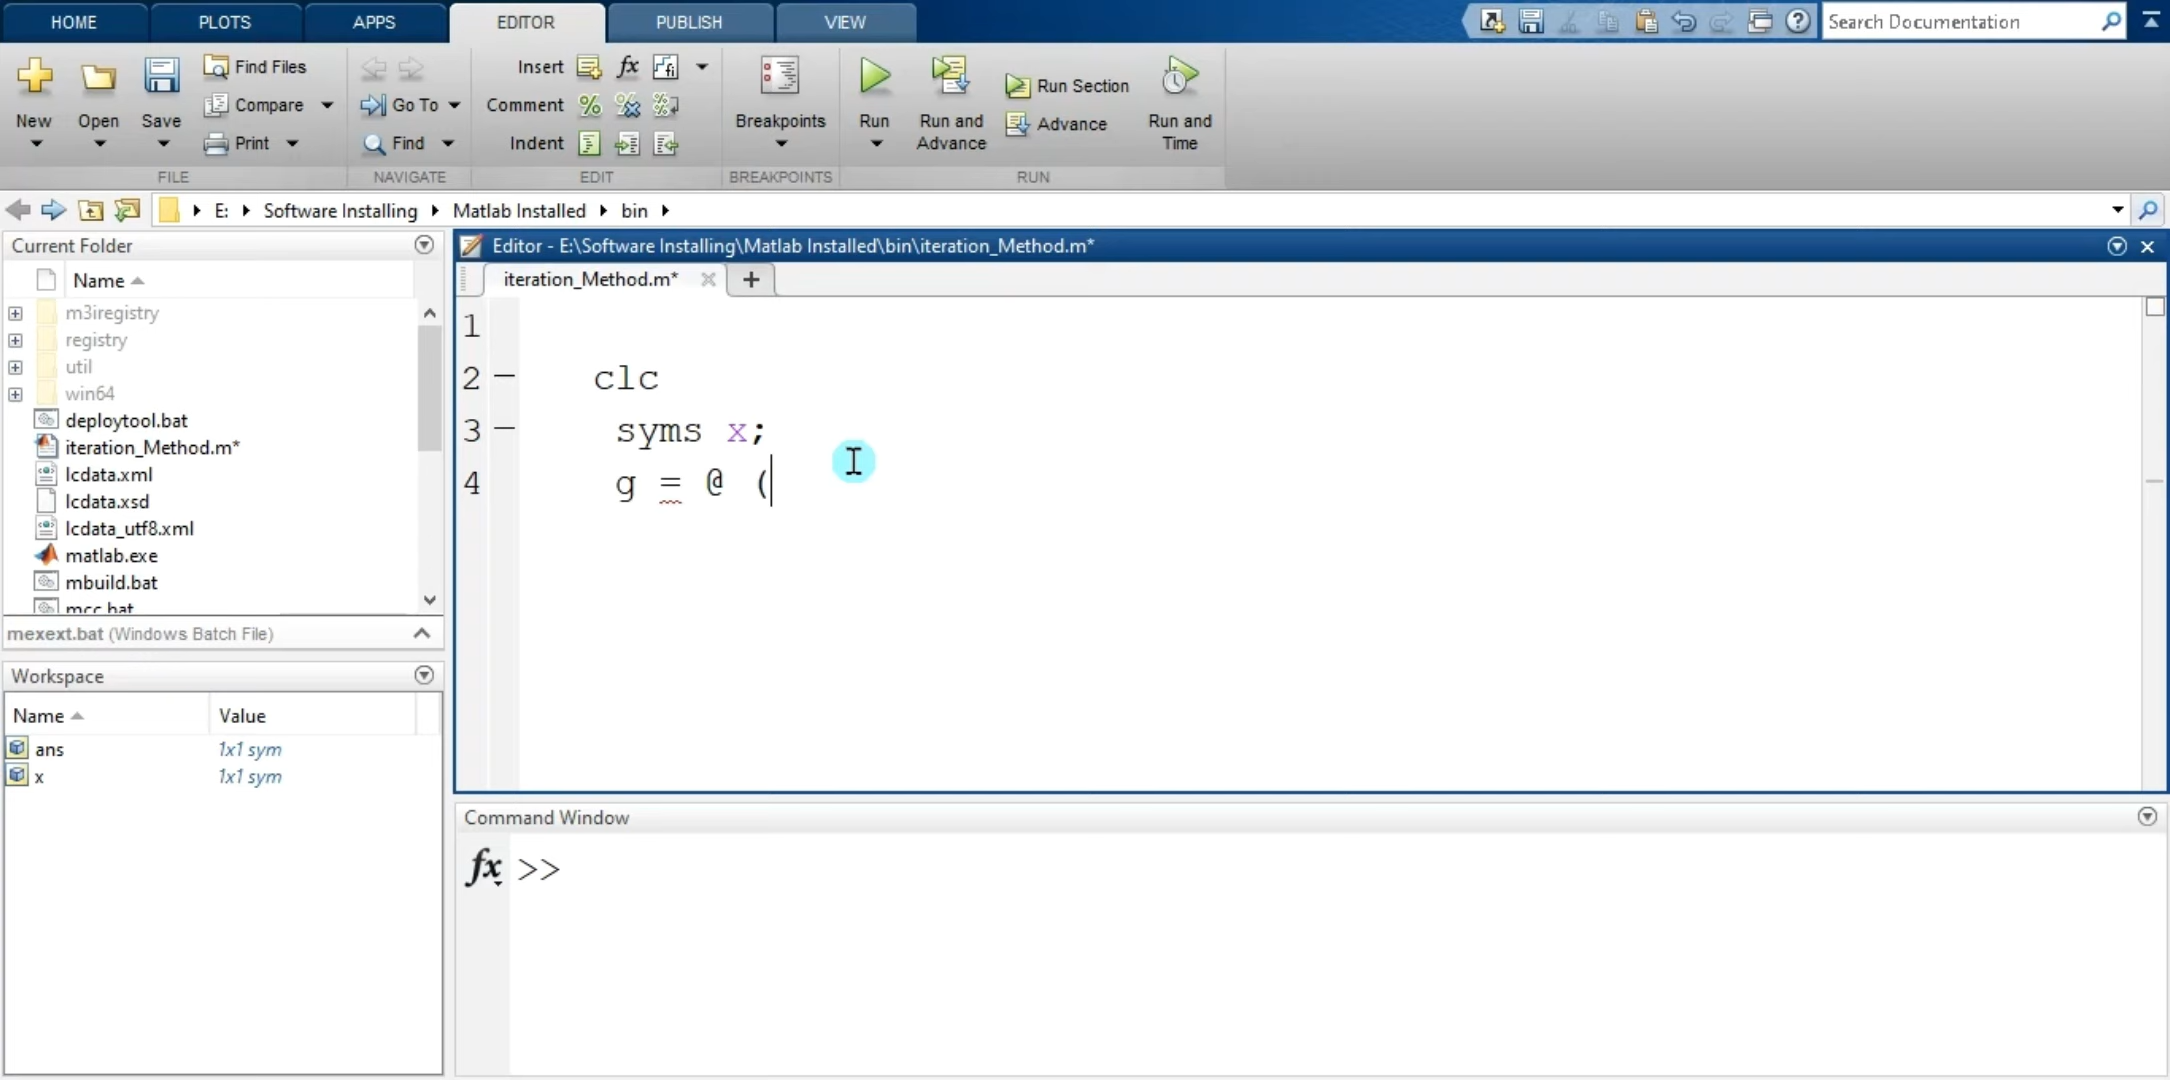 HOME PLOTS APPS EDITOR PUBLISH VIEW Search Documentation
New Open Save Find Files Compare Print
FILE
Go To Find
NAVIGATE
Insert fx fi
Comment % %
Indent
EDIT
Breakpoints
BREAKPOINTS
Run Run and Advance Run Section Advance Run and Time
RUN
E: Software Installing Matlab Installed bin
Current Folder
Name
m3iregistry
registry
util
win64
deploytool.bat
iteration_Method.m*
lcdata.xml
lcdata.xsd
lcdata_utf8.xml
matlab.exe
mbuild.bat
mcc.bat
mexext.bat (Windows Batch File)
Workspace
Name Value
ans 1x1 sym
x 1x1 sym
Editor - E:\Software Installing\Matlab Installed\bin\iteration_Method.m*
iteration_Method.m*
1
2 clc
3 syms x;
4 g = @ (
Command Window
fx >>